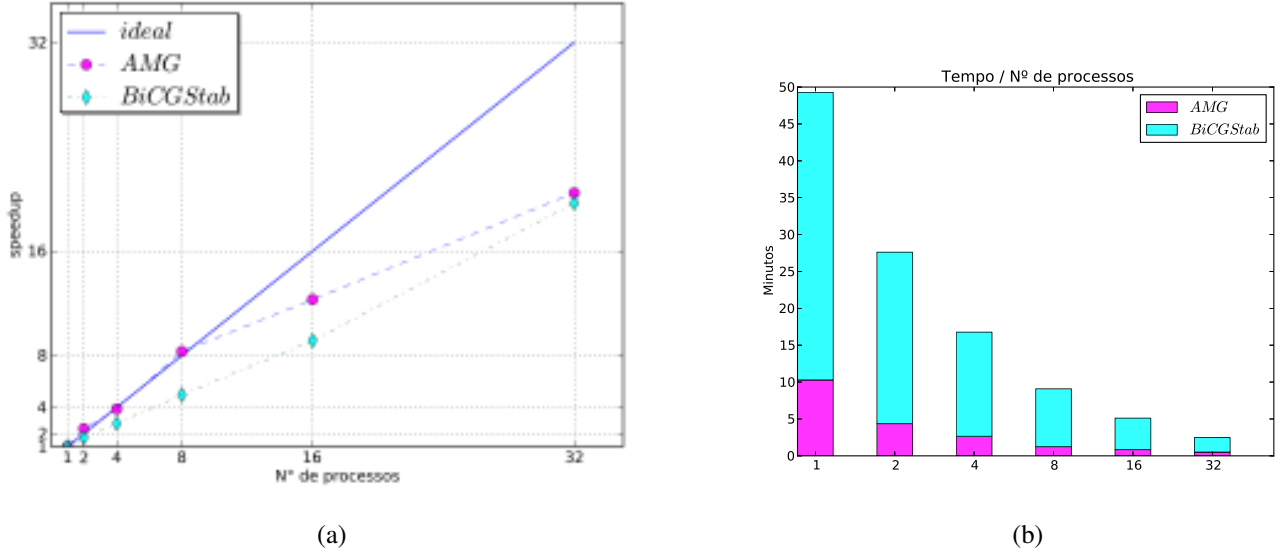 ideal
AMG
BiCGStab
32
16
8
4
2
1
speedup
1 2 4 8 16 32
N° de processos
(a)
Tempo / Nº de processos
AMG
BiCGStab
50
45
40
35
30
25
20
15
10
5
0
Minutos
1 2 4 8 16 32
(b)